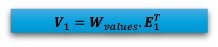 V₁ = W_values. E₁ᵀ